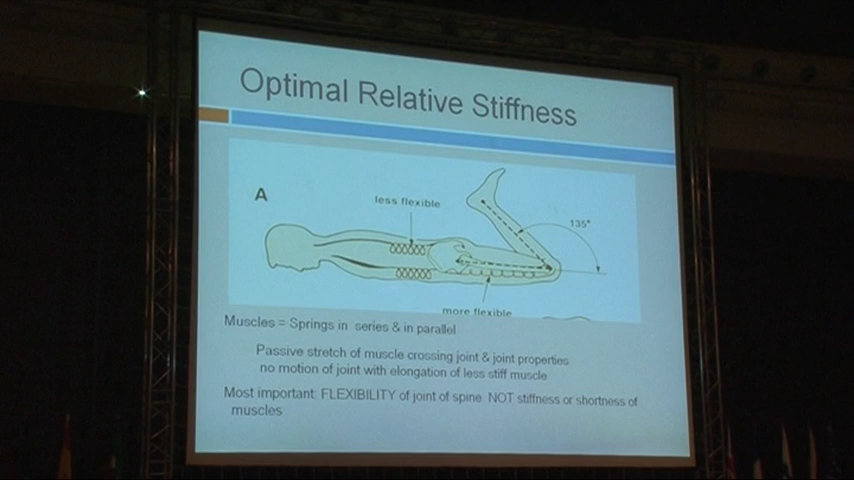 Optimal Relative Stiffness
A
less flexible
135°
more flexible
Muscles = Springs in series & in parallel
Passive stretch of muscle crossing joint & joint properties
no motion of joint with elongation of less stiff muscle
Most important: FLEXIBILITY of joint of spine NOT stiffness or shortness of
muscles